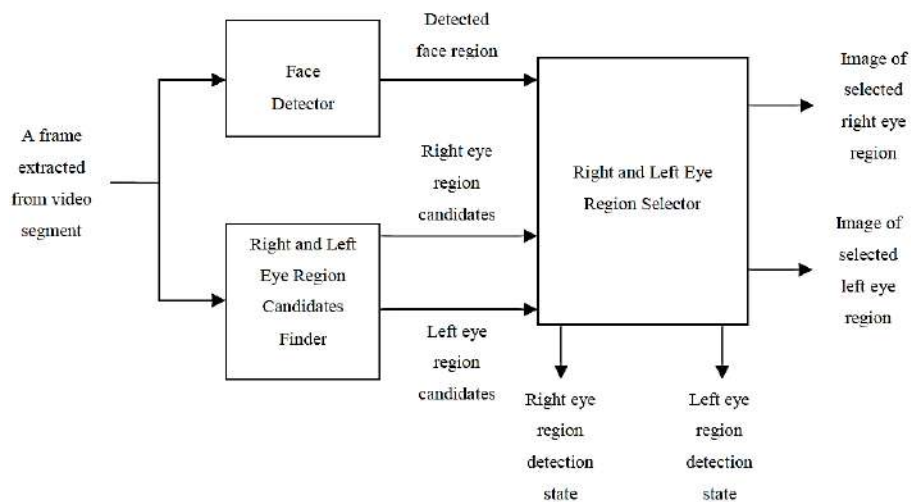 A frame
extracted
from video
segment
Face
Detector
Detected
face region
Right and Left
Eye Region
Candidates
Finder
Right eye
region
candidates
Left eye
region
candidates
Right and Left Eye
Region Selector
Image of
selected
right eye
region
Image of
selected
left eye
region
Right eye
region
detection
state
Left eye
region
detection
state